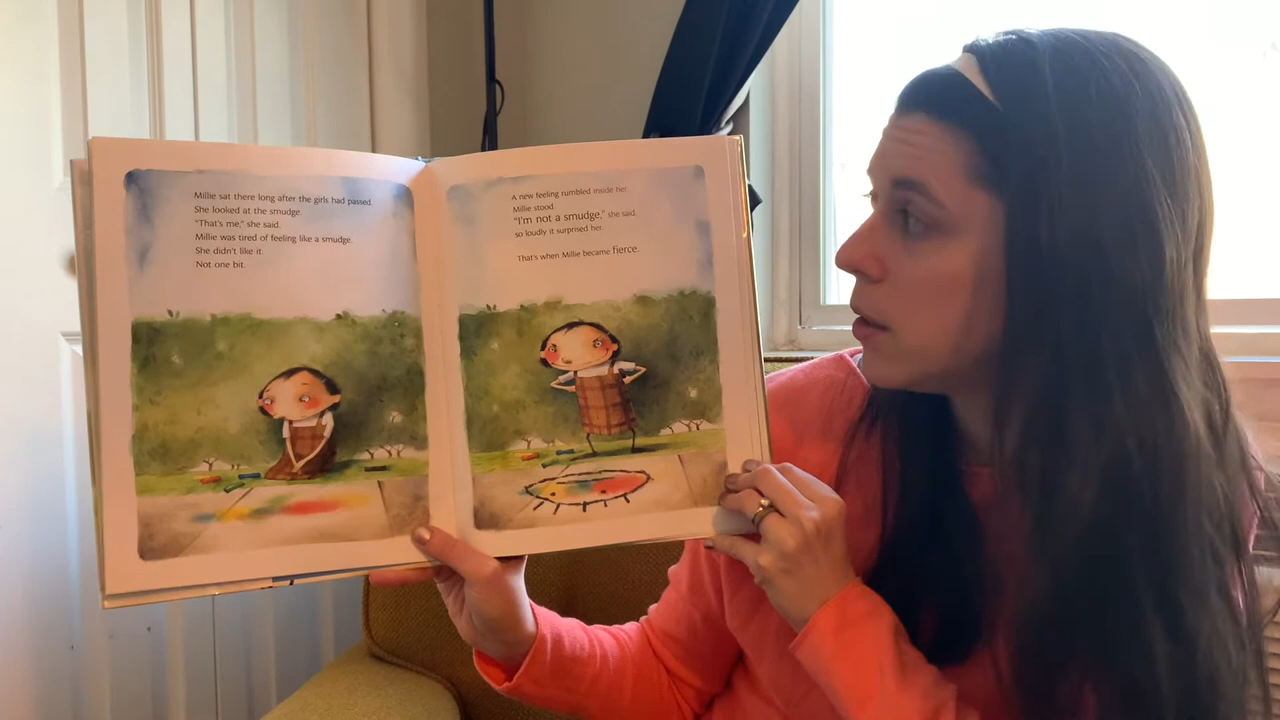 Millie sat there long after the girls had passed.
She looked at the smudge.
"That's me," she said.
Millie was tired of feeling like a smudge.
She didn't like it.
Not one bit.
A new feeling rumbled inside her.
Millie stood.
"I'm not a smudge," she said,
so loudly it surprised her.
That's when Millie became fierce.